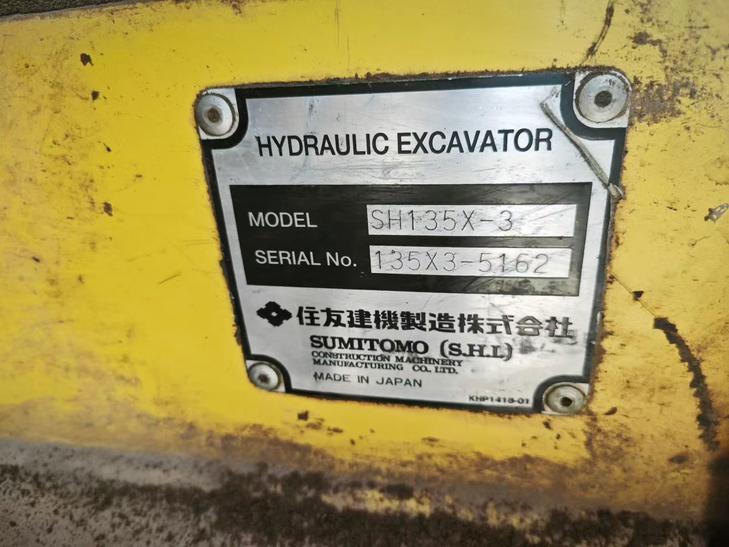 HYDRAULIC EXCAVATOR
MODEL SH135X-3
SERIAL No. 135X3-5162
住友建機製造株式会社
SUMITOMO (S.H.I.)
CONSTRUCTION MACHINERY
MANUFACTURING CO., LTD.
MADE IN JAPAN
KHP1418-01